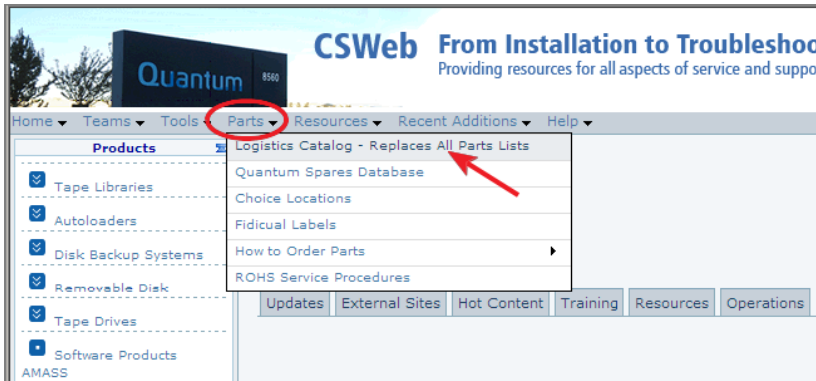 Quantum 8560
CSWeb From Installation to Troubleshoo
Providing resources for all aspects of service and suppo
Home Teams Tools Parts Resources Recent Additions Help
Products
Tape Libraries
Autoloaders
Disk Backup Systems
Removable Disk
Tape Drives
Software Products
AMASS
Logistics Catalog - Replaces All Parts Lists
Quantum Spares Database
Choice Locations
Fidicual Labels
How to Order Parts
ROHS Service Procedures
Updates External Sites Hot Content Training Resources Operations